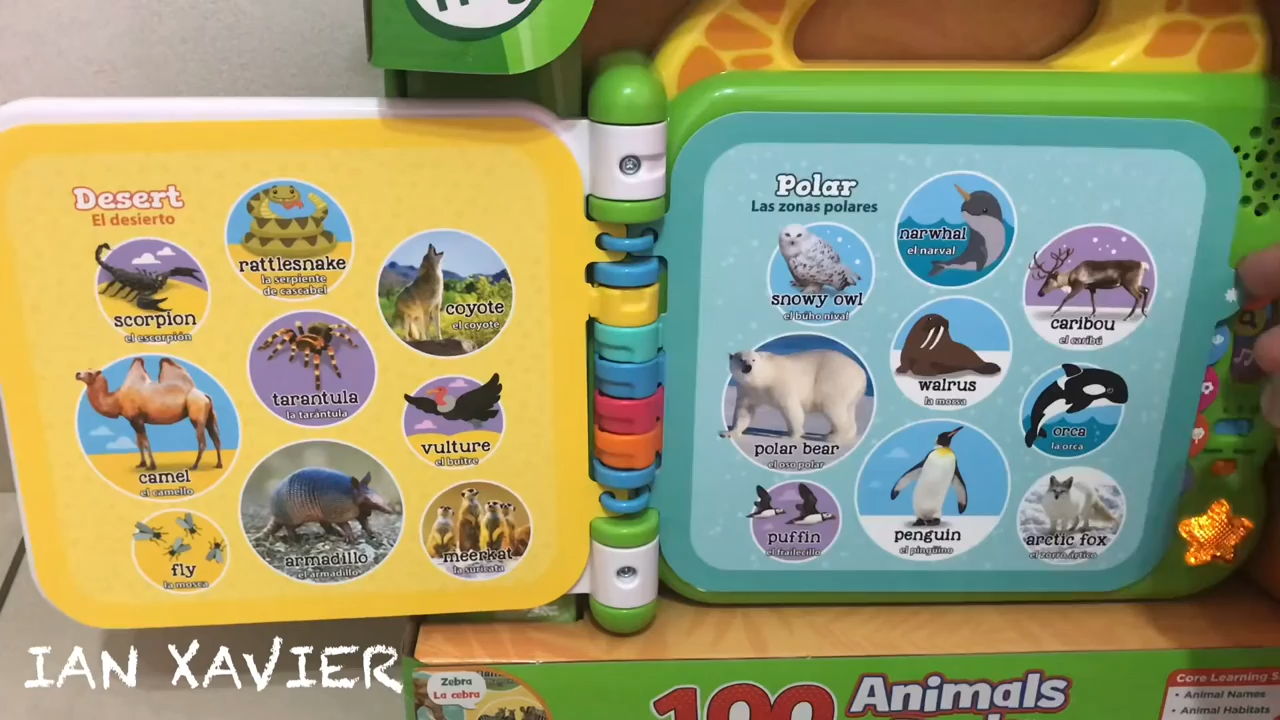 Desert
El desierto
scorpion
el escorpión
rattlesnake
la serpiente
de cascabel
coyote
el coyote
camel
el camello
tarantula
la tarántula
vulture
el buitre
fly
la mosca
armadillo
el armadillo
meerkat
la suricata
Polar
Las zonas polares
snowy owl
el búho nival
narwhal
el narval
caribou
el caribú
polar bear
el oso polar
walrus
la morsa
orca
la orca
puffin
el frailecillo
penguin
el pingüino
arctic fox
el zorro ártico
IAN XAVIER
Zebra
La cebra
100
Animals
Core Learning
• Animal Names
• Animal Habitats